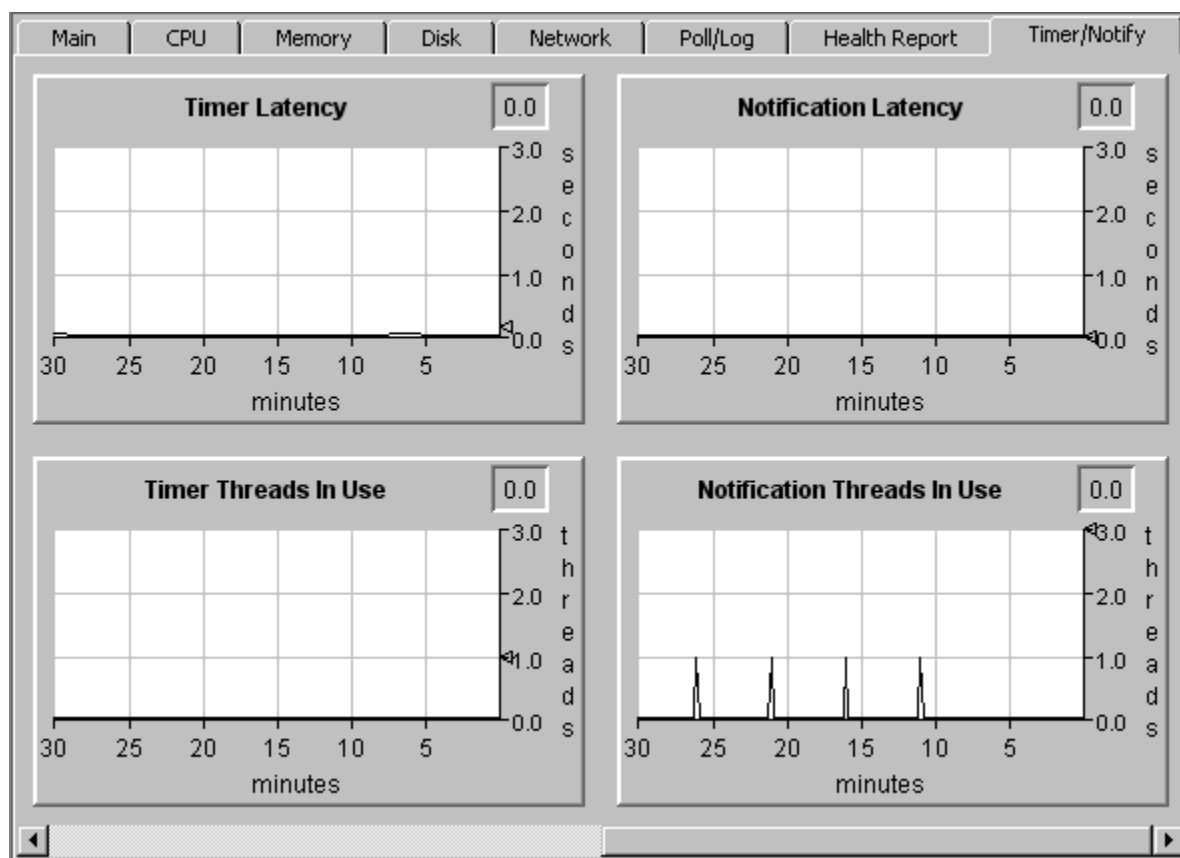 Main CPU Memory Disk Network Poll/Log Health Report Timer/Notify
Timer Latency 0.0
3.0
2.0
1.0
0.0
seconds
30 25 20 15 10 5
minutes
Notification Latency 0.0
3.0
2.0
1.0
0.0
seconds
30 25 20 15 10 5
minutes
Timer Threads In Use 0.0
3.0
2.0
1.0
0.0
threads
30 25 20 15 10 5
minutes
Notification Threads In Use 0.0
3.0
2.0
1.0
0.0
threads
30 25 20 15 10 5
minutes